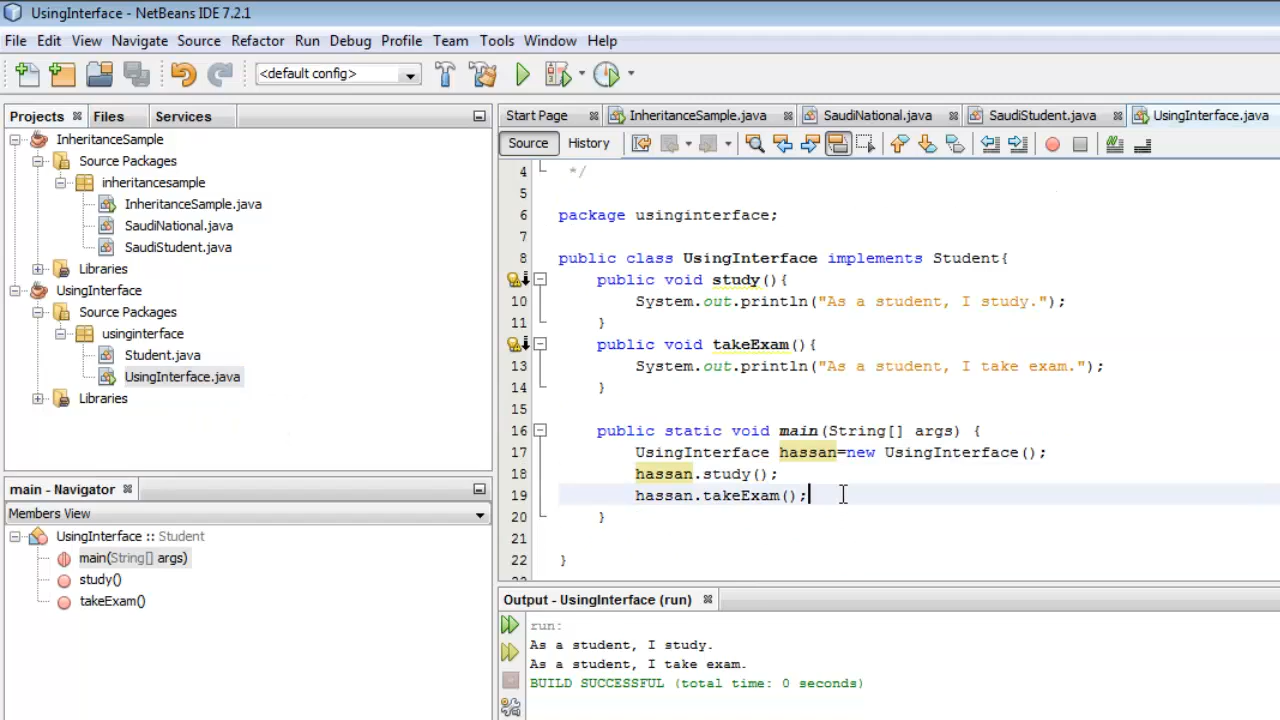 UsingInterface - NetBeans IDE 7.2.1
File Edit View Navigate Source Refactor Run Debug Profile Team Tools Window Help
<default config>
Projects Files Services
InheritanceSample
Source Packages
inheritancesample
InheritanceSample.java
SaudiNational.java
SaudiStudent.java
Libraries
UsingInterface
Source Packages
usinginterface
Student.java
UsingInterface.java
Libraries
main - Navigator
Members View
UsingInterface :: Student
main(String[] args)
study()
takeExam()
Start Page InheritanceSample.java SaudiNational.java SaudiStudent.java UsingInterface.java
Source History
4 */
5
6 package usinginterface;
7
8 public class UsingInterface implements Student{
public void study(){
10 System.out.println("As a student, I study.");
11 }
public void takeExam(){
13 System.out.println("As a student, I take exam.");
14 }
15
16 public static void main(String[] args) {
17 UsingInterface hassan=new UsingInterface();
18 hassan.study();
19 hassan.takeExam();
20 }
21
22 }
Output - UsingInterface (run)
run:
As a student, I study.
As a student, I take exam.
BUILD SUCCESSFUL (total time: 0 seconds)